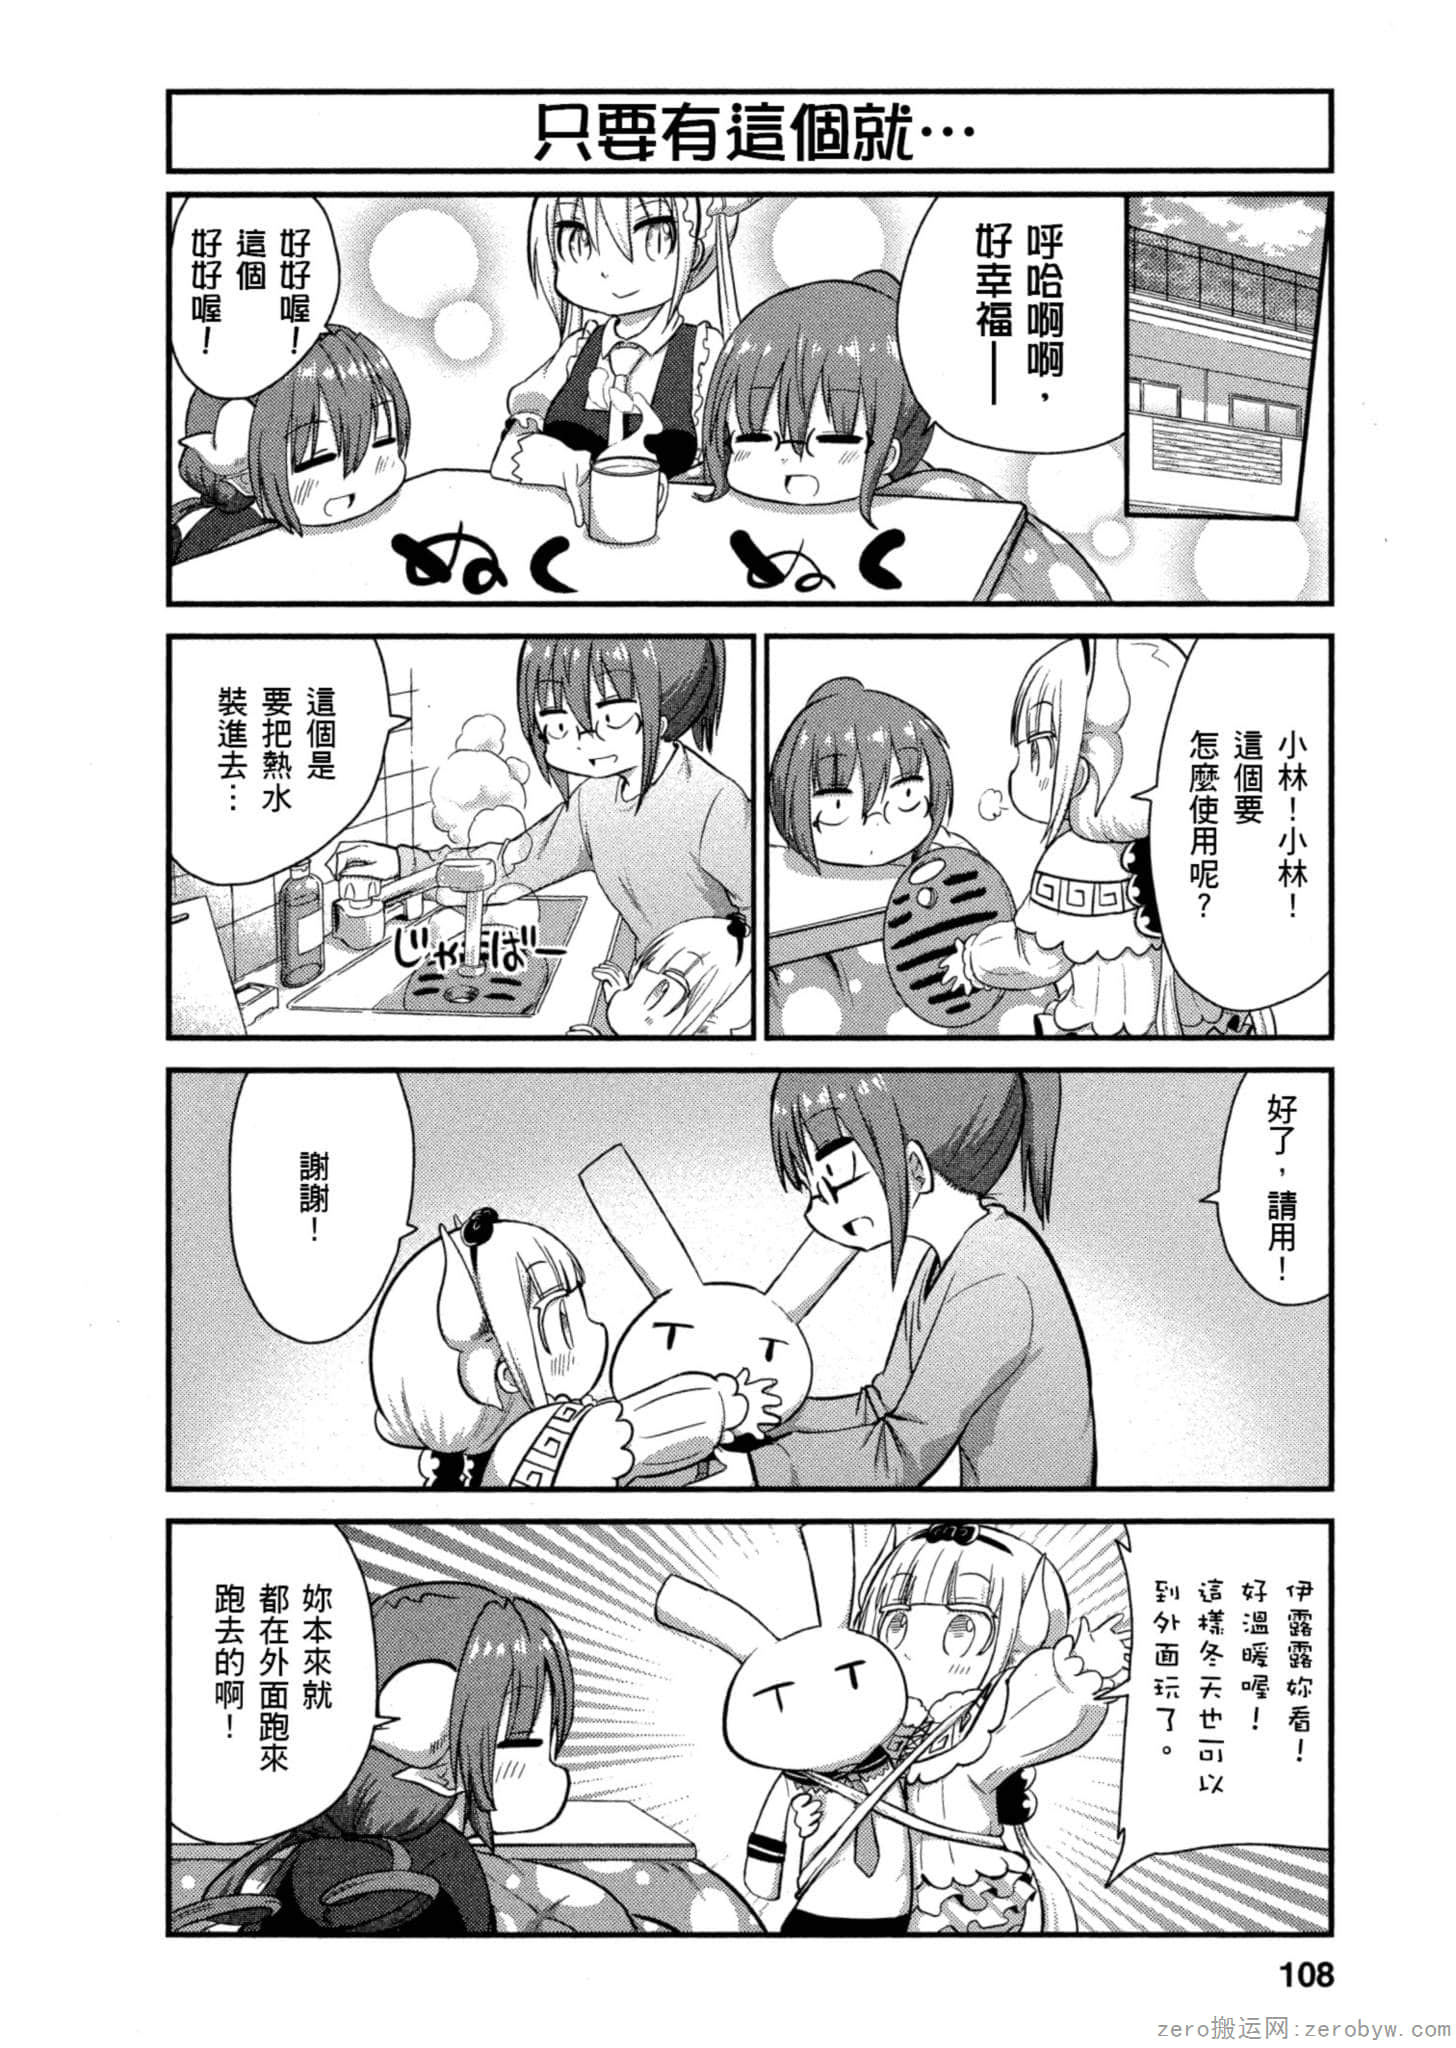 只要有這個就…
呼哈啊啊，
好幸福——
好好喔！
這個
好好喔！
ぬく
ぬく
小林！小林！
這個要
怎麼使用呢？
這個是
要把熱水
裝進去…
じゃばばー
好了，請用！
謝謝！
伊露露妳看！
好溫暖喔！
這樣冬天也可以
到外面玩了。
妳本來就
都在外面跑來
跑去的啊！
108
zero搬运网:zerobyw.com